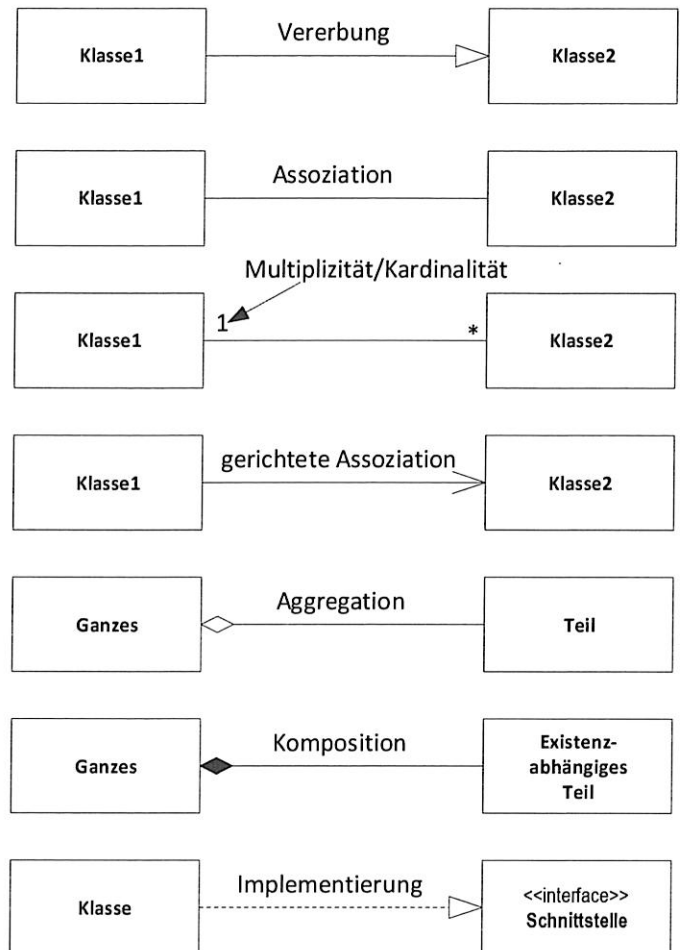 Vererbung
Klasse1
Klasse2
Assoziation
Klasse1
Klasse2
Multiplizität/Kardinalität
1
*
Klasse1
Klasse2
gerichtete Assoziation
Klasse1
Klasse2
Aggregation
Ganzes
Teil
Komposition
Ganzes
Existenz-
abhängiges
Teil
Implementierung
Klasse
<<interface>>
Schnittstelle